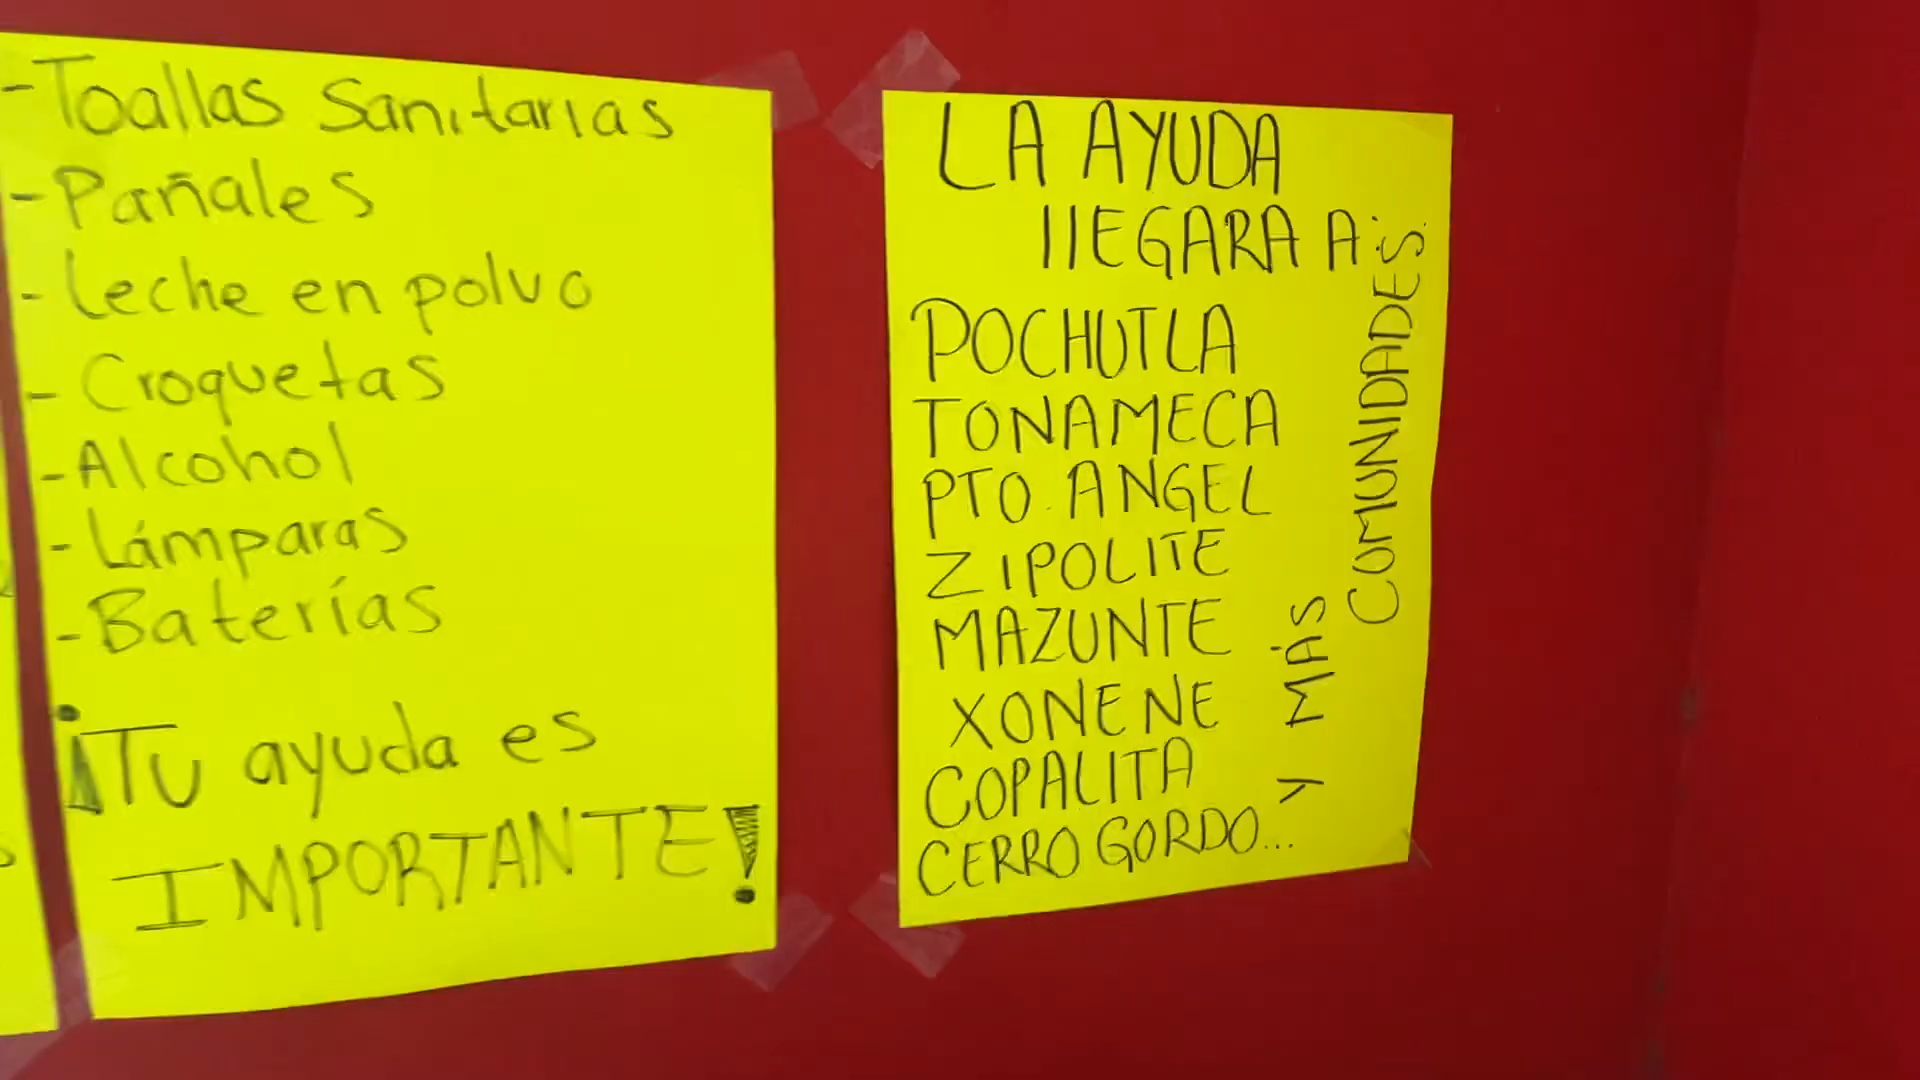 - Toallas Sanitarias
- Pañales
- Leche en polvo
- Croquetas
- Alcohol
- Lámparas
- Baterías
¡Tu ayuda es
IMPORTANTE!
LA AYUDA
llEGARA A:
POCHUTLA
TONAMECA
PTO. ANGEL
ZIPOLITE
MAZUNTE
XONENE
COPALITA
CERRO GORDO...
Y MÁS
COMUNIDADES.